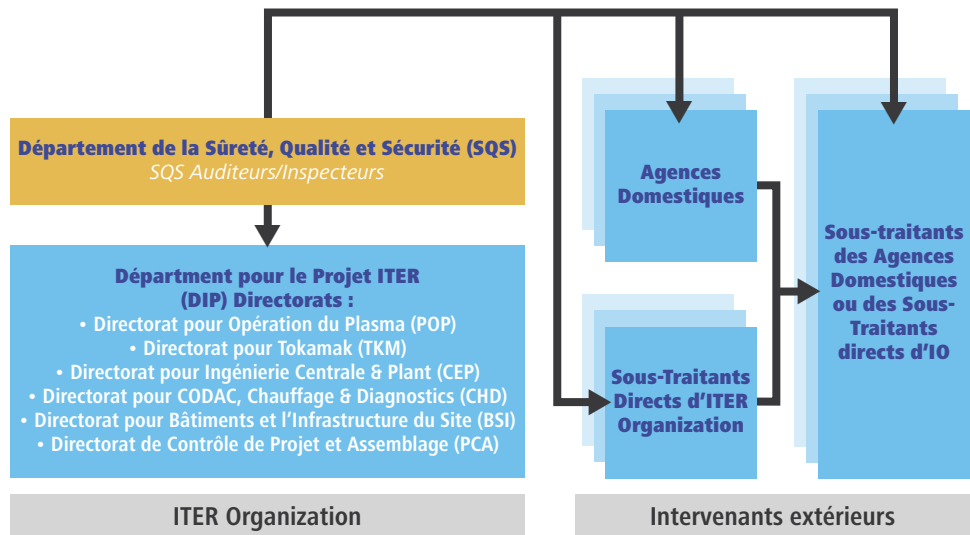 Département de la Sûreté, Qualité et Sécurité (SQS)
SQS Auditeurs/Inspecteurs
Départment pour le Projet ITER
(DIP) Directorats :
• Directorat pour Opération du Plasma (POP)
• Directorat pour Tokamak (TKM)
• Directorat pour Ingénierie Centrale & Plant (CEP)
• Directorat pour CODAC, Chauffage & Diagnostics (CHD)
• Directorat pour Bâtiments et l’Infrastructure du Site (BSI)
• Directorat de Contrôle de Projet et Assemblage (PCA)
ITER Organization
Agences
Domestiques
Sous-Traitants
Directs d’ITER
Organization
Sous-traitants
des Agences
Domestiques
ou des Sous-
Traitants
directs d’IO
Intervenants extérieurs